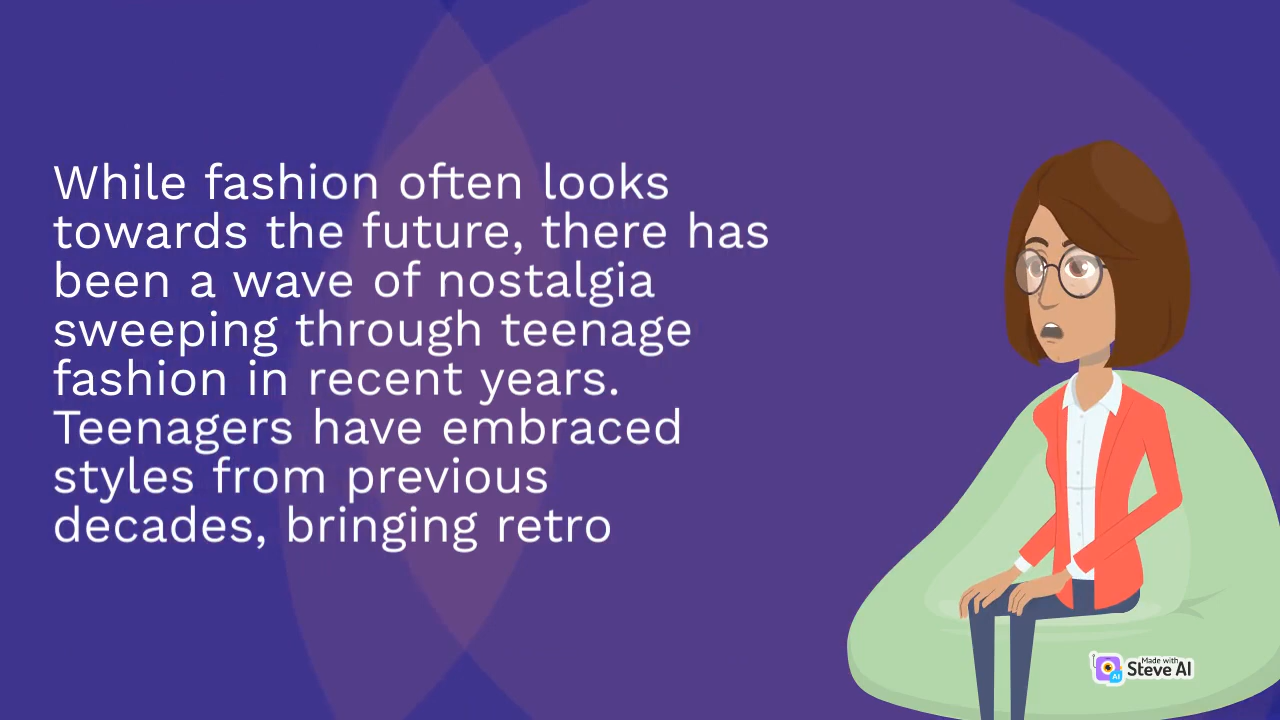 While fashion often looks
towards the future, there has
been a wave of nostalgia
sweeping through teenage
fashion in recent years.
Teenagers have embraced
styles from previous
decades, bringing retro
Made with
Steve AI
AI